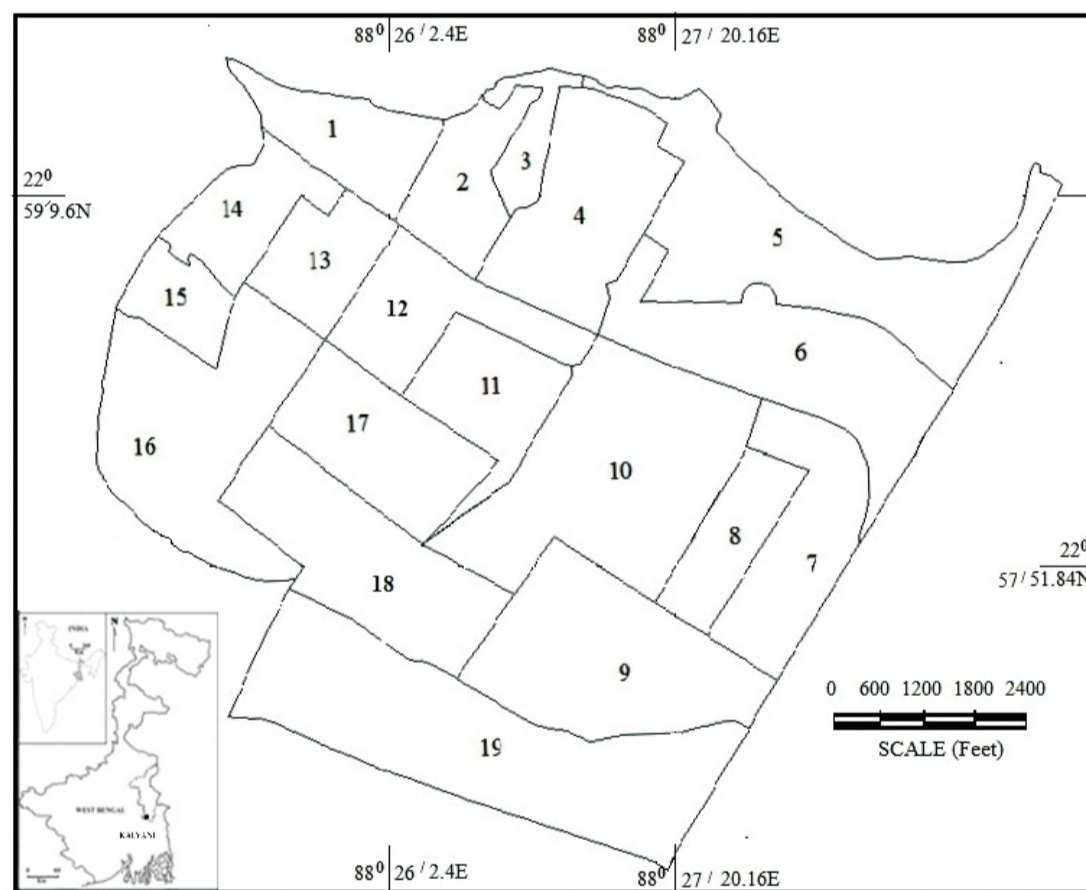 88⁰ 26 / 2.4E
88⁰ 27 / 20.16E
22⁰
59′9.6N
1
2
3
4
5
14
13
15
12
6
11
17
16
10
8
7
18
9
19
22⁰
57/ 51.84N
0 600 1200 1800 2400
SCALE (Feet)
INDIA
N
WEST BENGAL
KALYANI
88⁰ 26 / 2.4E
88⁰ 27 / 20.16E